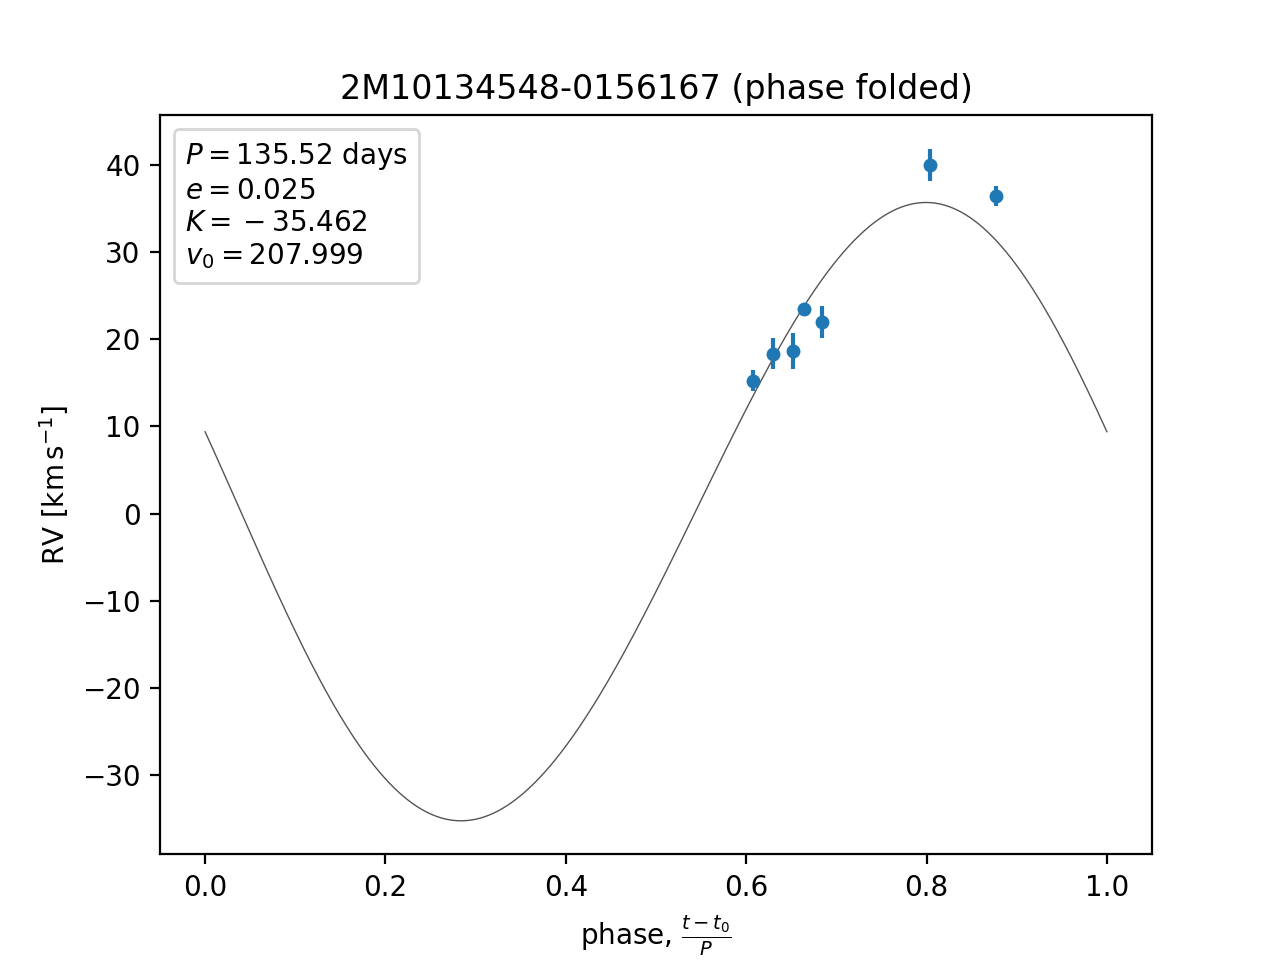 2M10134548-0156167 (phase folded)
P = 135.52 days
e = 0.025
K = −35.462
v₀ = 207.999
RV [km s⁻¹]
40
30
20
10
0
−10
−20
−30
0.0 0.2 0.4 0.6 0.8 1.0
phase, (t − t₀)/P